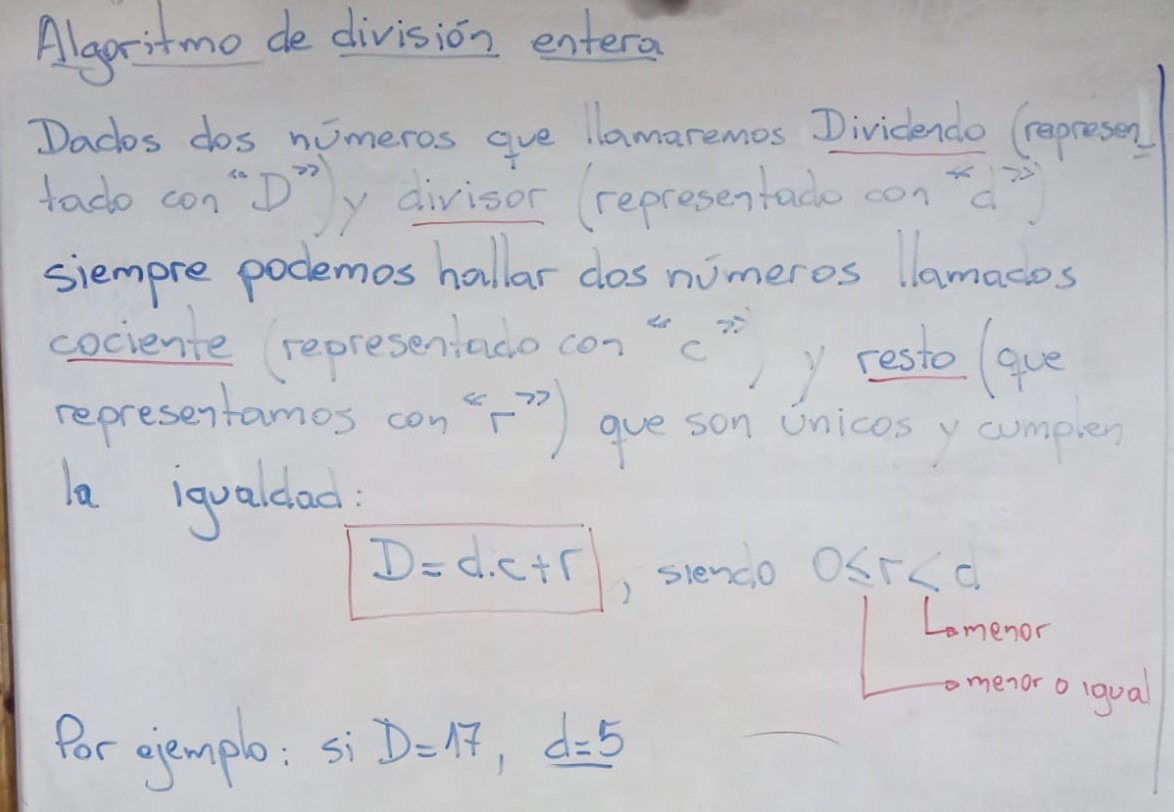 Algoritmo de división entera
Dados dos números que llamaremos Dividendo (represen_
tado con “D”) y divisor (representado con “d”)
siempre podemos hallar dos números llamados
cociente (representado con “c”) y resto (que
representamos con “r”) que son únicos y cumplen
la igualdad:
D=d.c+r, siendo 0≤r<d
menor
menor o igual
Por ejemplo: si D=17, d=5